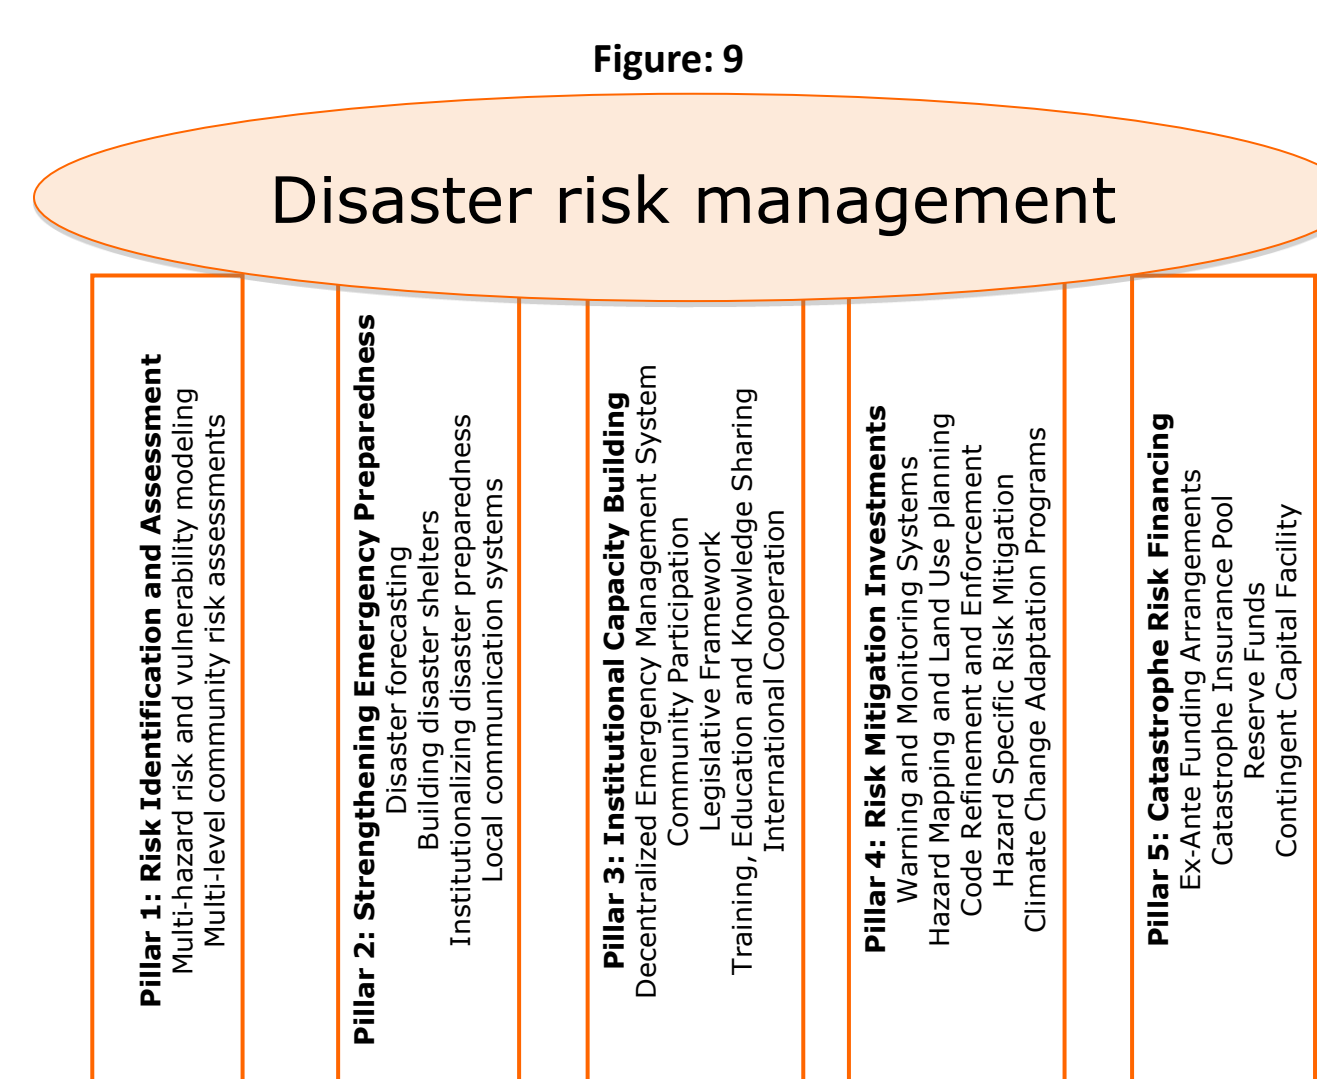 Figure: 9
Disaster risk management
Pillar 1: Risk Identification and Assessment
Multi-hazard risk and vulnerability modeling
Multi-level community risk assessments
Pillar 2: Strengthening Emergency Preparedness
Disaster forecasting
Building disaster shelters
Institutionalizing disaster preparedness
Local communication systems
Pillar 3: Institutional Capacity Building
Decentralized Emergency Management System
Community Participation
Legislative Framework
Training, Education and Knowledge Sharing
International Cooperation
Pillar 4: Risk Mitigation Investments
Warning and Monitoring Systems
Hazard Mapping and Land Use planning
Code Refinement and Enforcement
Hazard Specific Risk Mitigation
Climate Change Adaptation Programs
Pillar 5: Catastrophe Risk Financing
Ex-Ante Funding Arrangements
Catastrophe Insurance Pool
Reserve Funds
Contingent Capital Facility